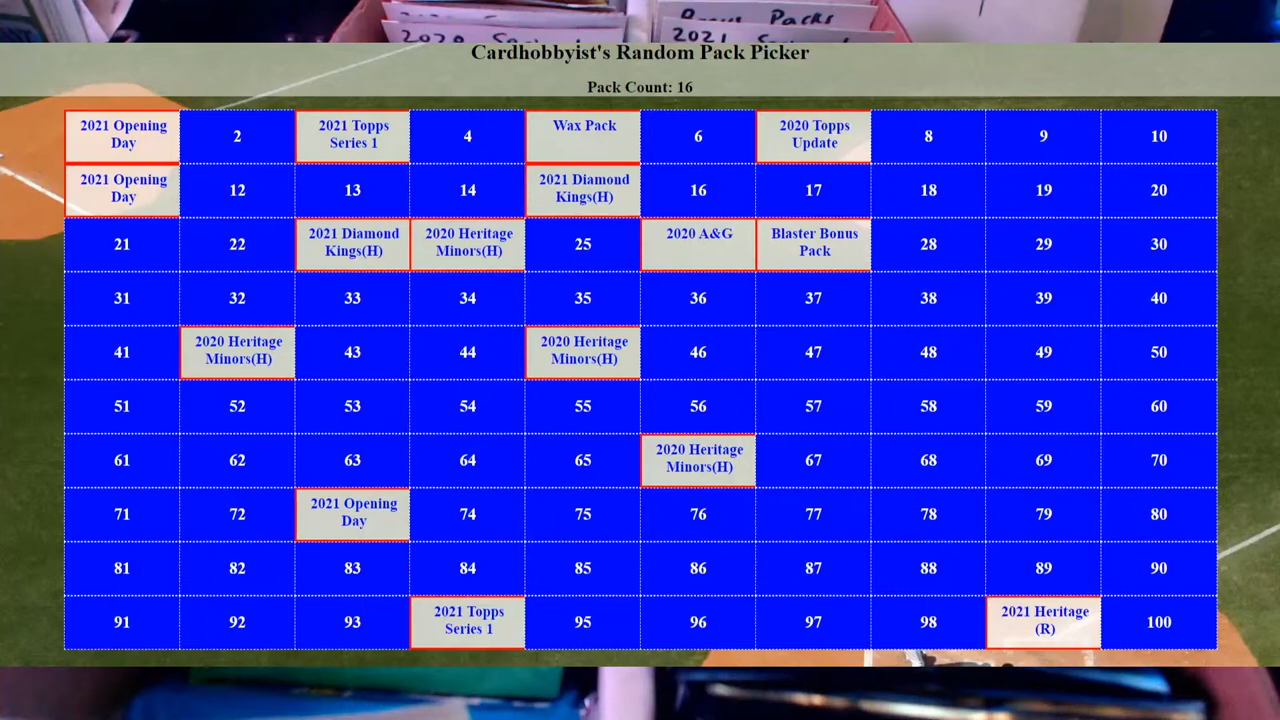 Bonus Packs
2020
2021
Cardhobbyist's Random Pack Picker
Pack Count: 16
2021 Opening
Day
2
2021 Topps
Series 1
4
Wax Pack
6
2020 Topps
Update
8
9
10
2021 Opening
Day
12
13
14
2021 Diamond
Kings(H)
16
17
18
19
20
21
22
2021 Diamond
Kings(H)
2020 Heritage
Minors(H)
25
2020 A&G
Blaster Bonus
Pack
28
29
30
31
32
33
34
35
36
37
38
39
40
41
2020 Heritage
Minors(H)
43
44
2020 Heritage
Minors(H)
46
47
48
49
50
51
52
53
54
55
56
57
58
59
60
61
62
63
64
65
2020 Heritage
Minors(H)
67
68
69
70
71
72
2021 Opening
Day
74
75
76
77
78
79
80
81
82
83
84
85
86
87
88
89
90
91
92
93
2021 Topps
Series 1
95
96
97
98
2021 Heritage
(R)
100